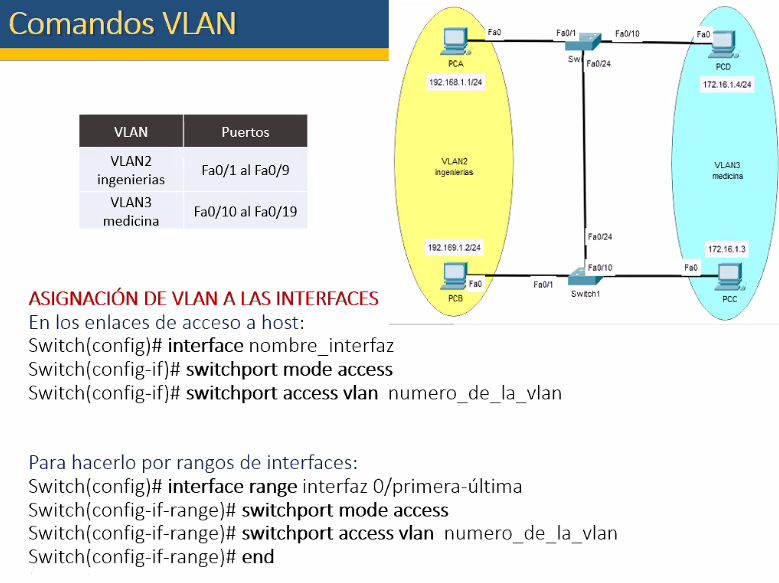 Comandos VLAN
VLAN Puertos
VLAN2
ingenierias
Fa0/1 al Fa0/9
VLAN3
medicina
Fa0/10 al Fa0/19
Fa0
Fa0/1
Fa0/10
Fa0
PCA
Fa0/24
PCD
192.168.1.1/24
172.16.1.4/24
VLAN2
ingenierias
VLAN3
medicina
Fa0/24
192.169.1.2/24
172.16.1.3
Fa0/10
Fa0
Fa0
Fa0/1
PCB
Switch1
PCC
ASIGNACIÓN DE VLAN A LAS INTERFACES
En los enlaces de acceso a host:
Switch(config)# interface nombre_interfaz
Switch(config-if)# switchport mode access
Switch(config-if)# switchport access vlan numero_de_la_vlan
Para hacerlo por rangos de interfaces:
Switch(config)# interface range interfaz 0/primera-última
Switch(config-if-range)# switchport mode access
Switch(config-if-range)# switchport access vlan numero_de_la_vlan
Switch(config-if-range)# end